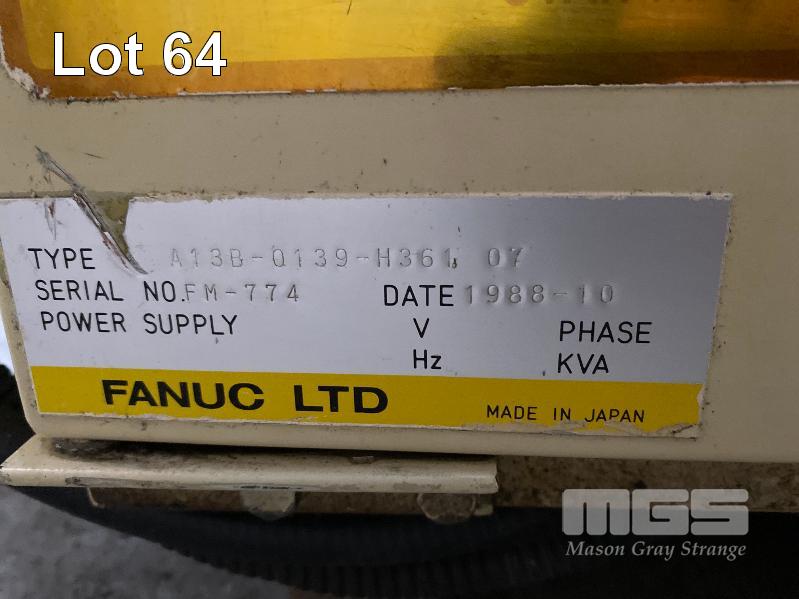 Lot 64
TYPE A13B-0139-H361, 07
SERIAL NO.FM-774 DATE 1988-10
POWER SUPPLY V PHASE
Hz KVA
FANUC LTD MADE IN JAPAN
MGS
Mason Gray Strange